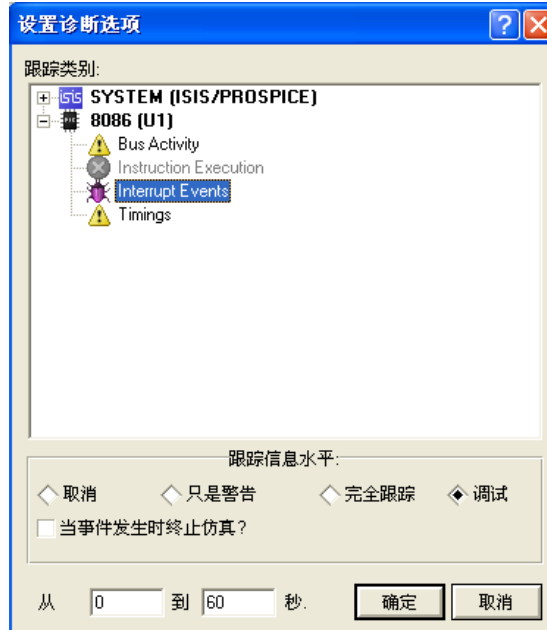 设置诊断选项
跟踪类别:
SYSTEM (ISIS/PROSPICE)
8086 (U1)
Bus Activity
Instruction Execution
Interrupt Events
Timings
跟踪信息水平:
取消 只是警告 完全跟踪 调试
当事件发生时终止仿真?
从 0 到 60 秒. 确定 取消